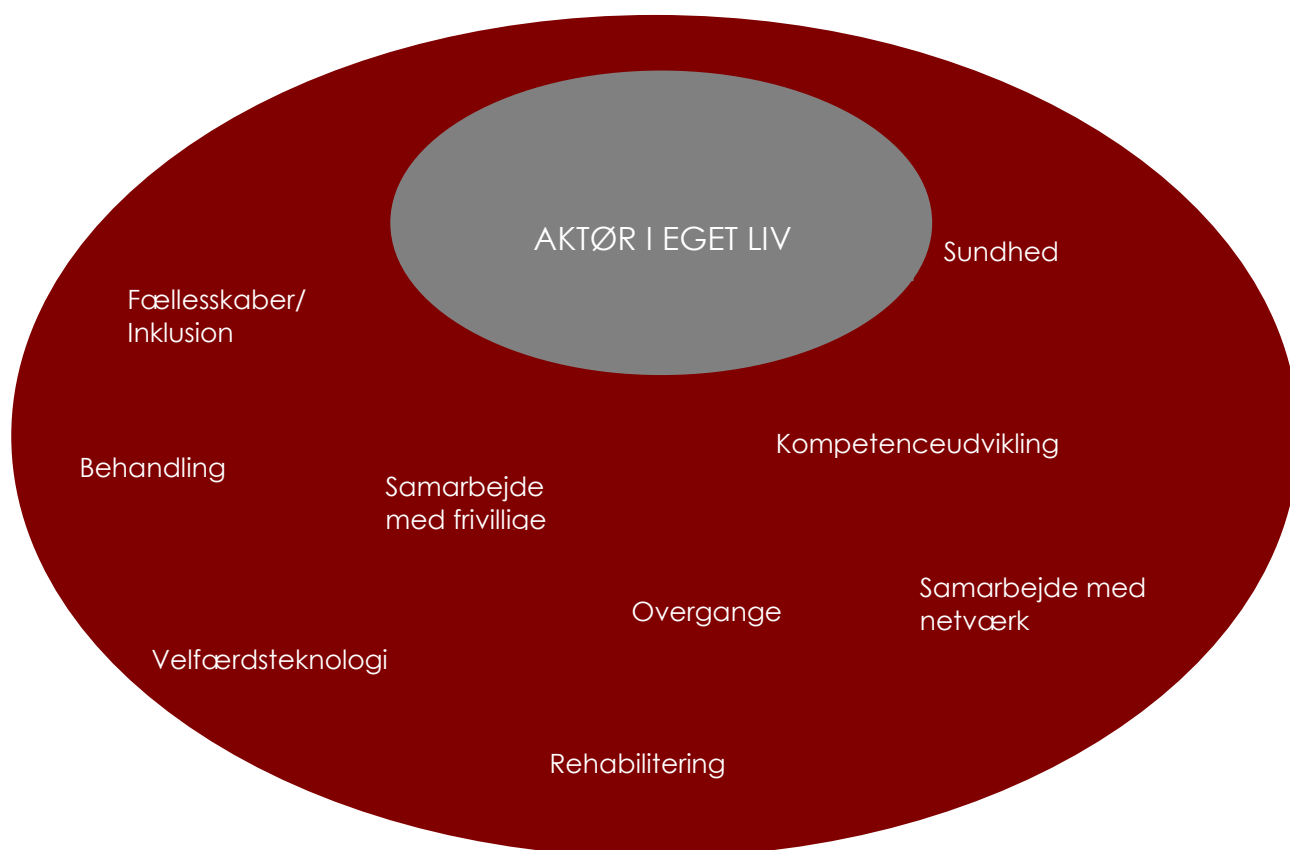 AKTØR I EGET LIV
Sundhed
Fællesskaber/
Inklusion
Kompetenceudvikling
Behandling
Samarbejde
med frivillige
Samarbejde med
netværk
Overgange
Velfærdsteknologi
Rehabilitering